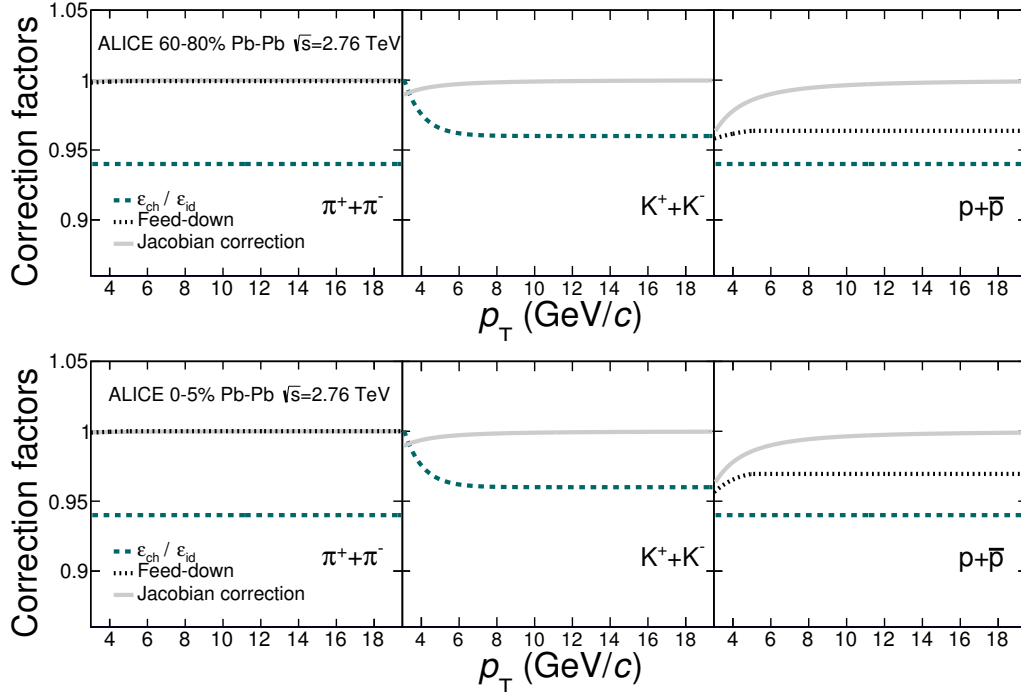 Correction factors
1.05
1
0.95
0.9
ALICE 60-80% Pb-Pb √s=2.76 TeV
ε_ch / ε_id
Feed-down
Jacobian correction
π⁺+π⁻
K⁺+K⁻
p+p̅
4 6 8 10 12 14 16 18 4 6 8 10 12 14 16 18 4 6 8 10 12 14 16 18
p_T (GeV/c)
Correction factors
1.05
1
0.95
0.9
ALICE 0-5% Pb-Pb √s=2.76 TeV
ε_ch / ε_id
Feed-down
Jacobian correction
π⁺+π⁻
K⁺+K⁻
p+p̅
4 6 8 10 12 14 16 18 4 6 8 10 12 14 16 18 4 6 8 10 12 14 16 18
p_T (GeV/c)